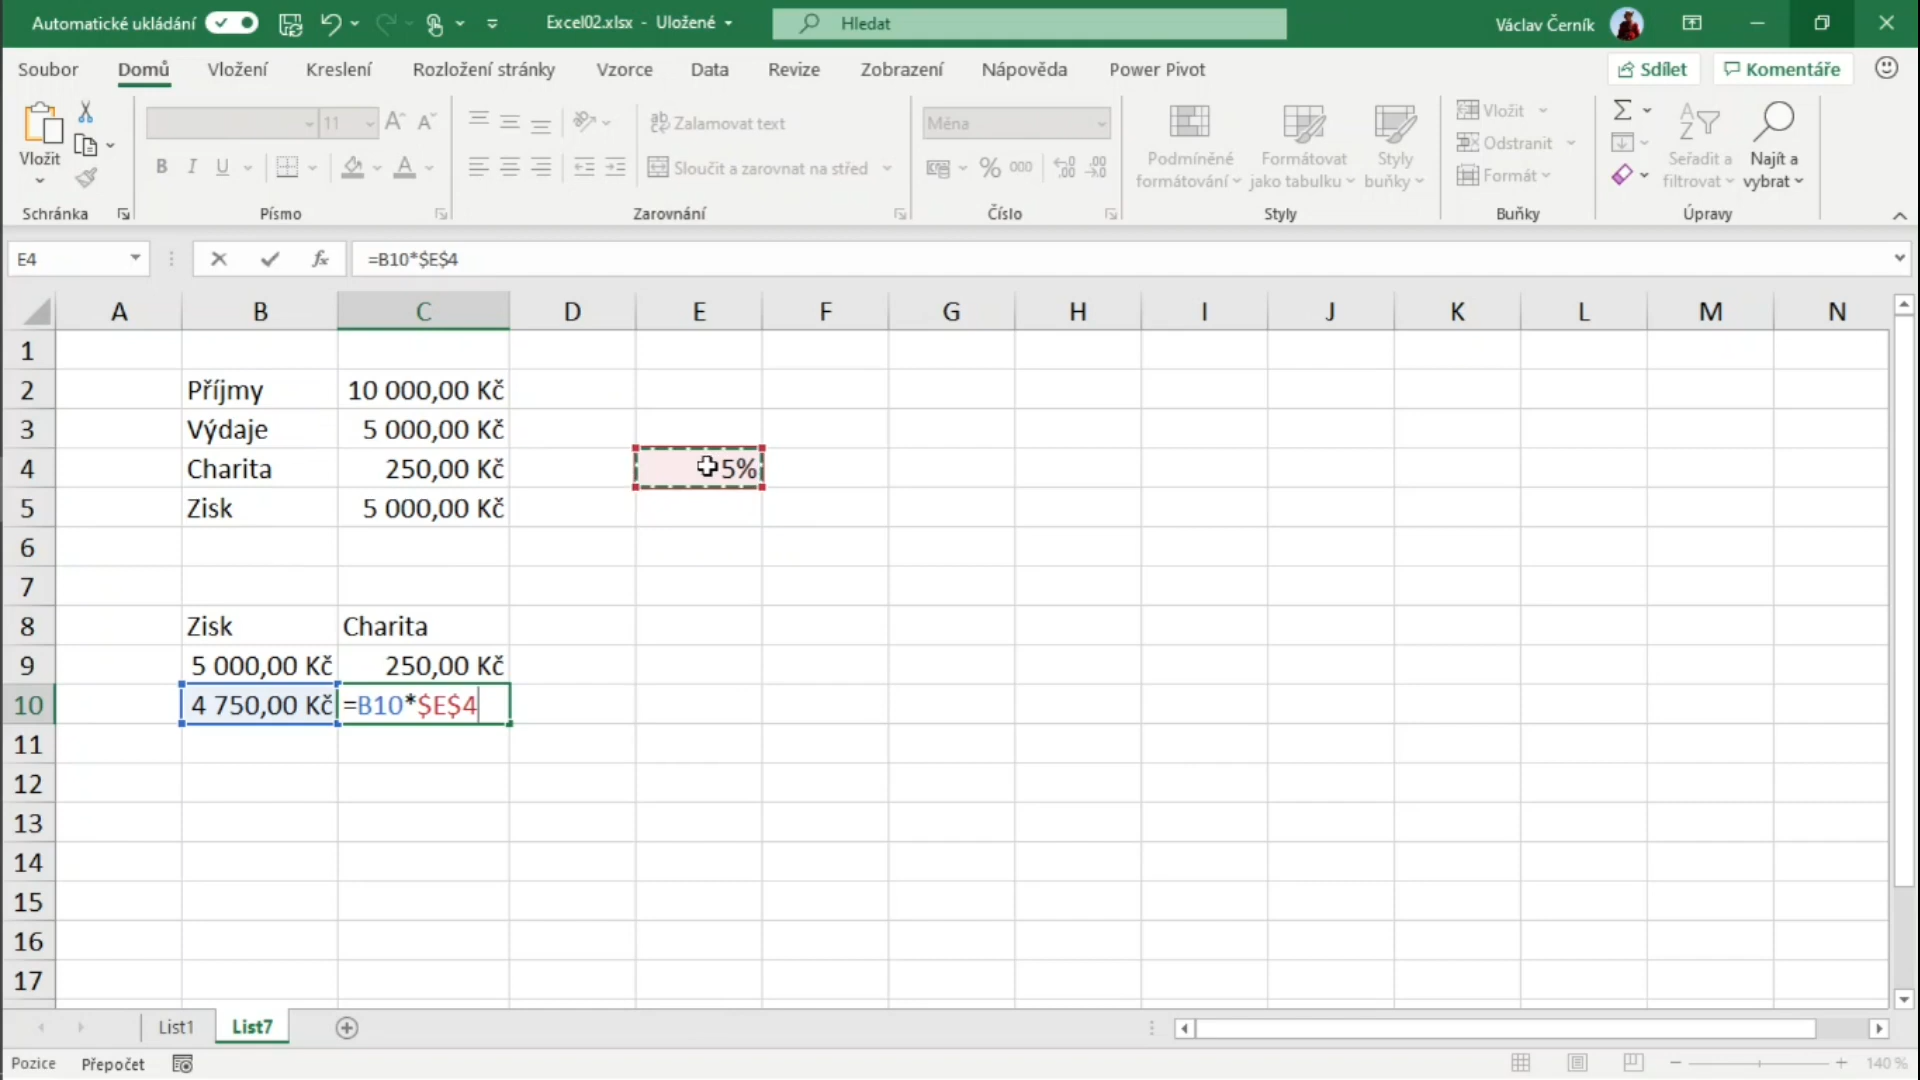 Automatické ukládání
Excel02.xlsx - Uložené
Hledat
Václav Černík
Soubor Domů Vložení Kreslení Rozložení stránky Vzorce Data Revize Zobrazení Nápověda Power Pivot
Sdílet
Komentáře
Vložit
Schránka
11
B I U
Písmo
Zalamovat text
Sloučit a zarovnat na střed
Zarovnání
Měna
% 000
Číslo
Podmíněné formátování
Formátovat jako tabulku
Styly buňky
Styly
Vložit
Odstranit
Formát
Buňky
Seřadit a filtrovat
Najít a vybrat
Úpravy
E4
fx
=B10*$E$4
A B C D E F G H I J K L M N
1
2 Příjmy 10 000,00 Kč
3 Výdaje 5 000,00 Kč
4 Charita 250,00 Kč 5%
5 Zisk 5 000,00 Kč
6
7
8 Zisk Charita
9 5 000,00 Kč 250,00 Kč
10 4 750,00 Kč =B10*$E$4
11
12
13
14
15
16
17
List1 List7
Pozice Přepočet
140 %